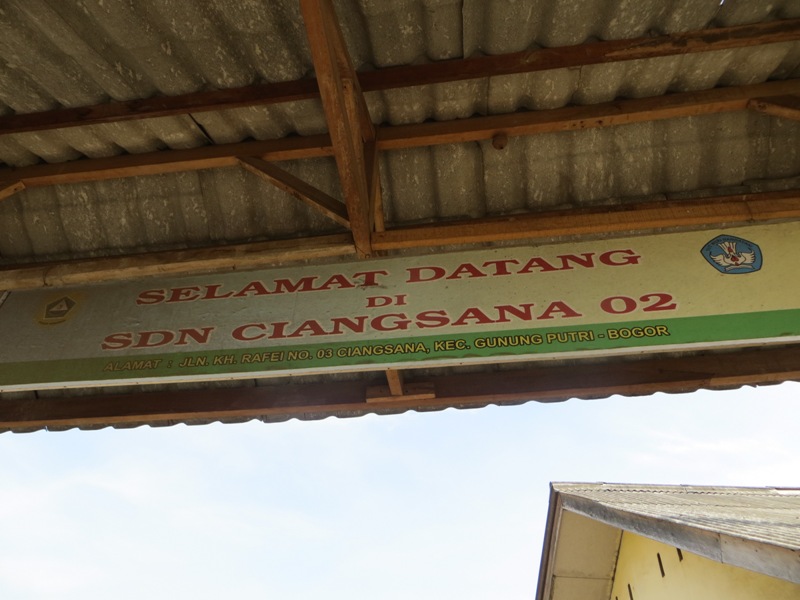 SELAMAT DATANG
DI
SDN CIANGSANA 02
ALAMAT : JLN. KH. RAFEI NO. 03 CIANGSANA, KEC. GUNUNG PUTRI - BOGOR